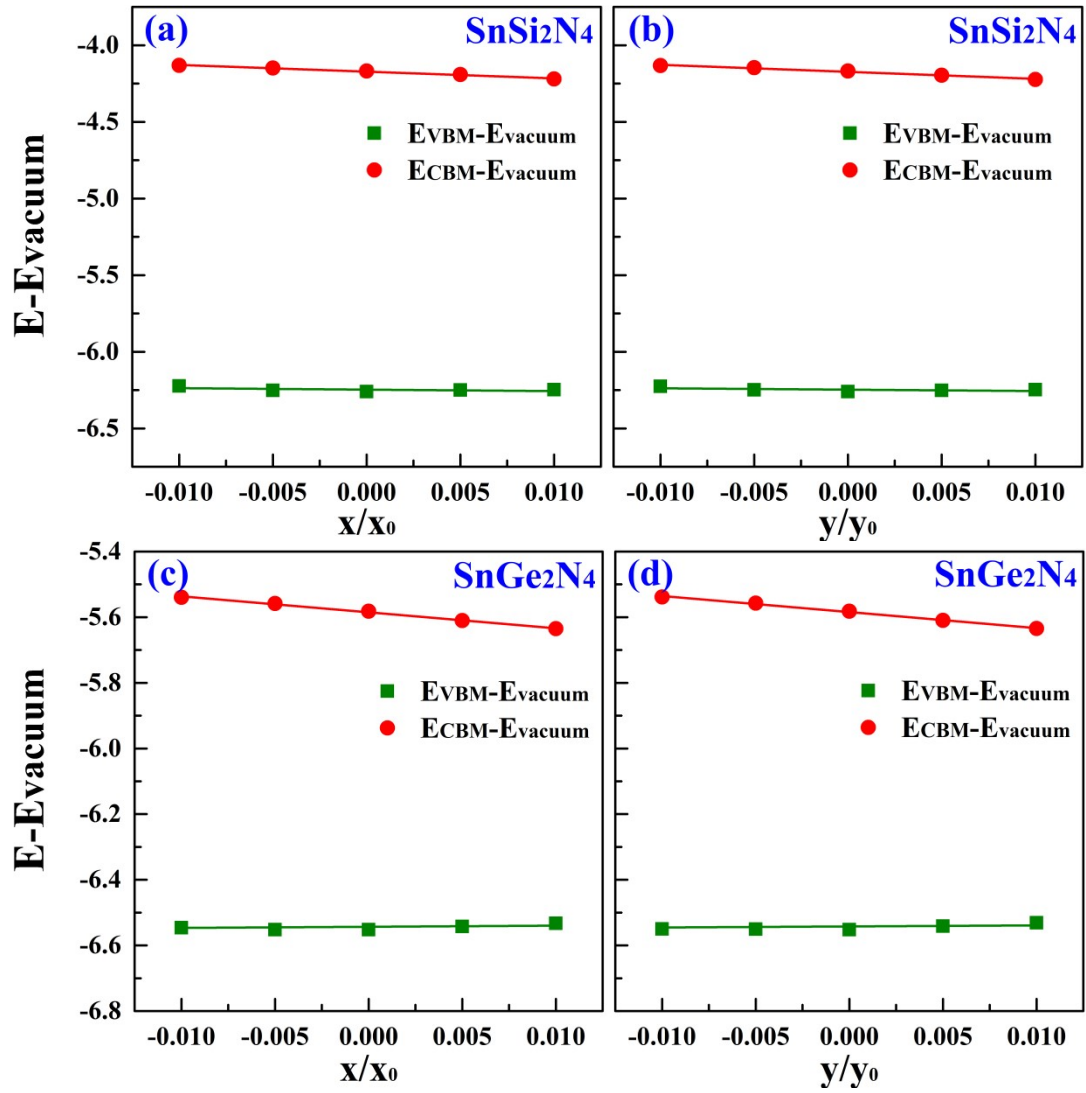 (a) SnSi2N4
(b) SnSi2N4
E-Evacuum
-4.0
-4.5
-5.0
-5.5
-6.0
-6.5
EVBM-Evacuum
ECBM-Evacuum
EVBM-Evacuum
ECBM-Evacuum
-0.010 -0.005 0.000 0.005 0.010
x/x0
-0.010 -0.005 0.000 0.005 0.010
y/y0
(c) SnGe2N4
(d) SnGe2N4
E-Evacuum
-5.4
-5.6
-5.8
-6.0
-6.2
-6.4
-6.6
-6.8
EVBM-Evacuum
ECBM-Evacuum
EVBM-Evacuum
ECBM-Evacuum
-0.010 -0.005 0.000 0.005 0.010
x/x0
-0.010 -0.005 0.000 0.005 0.010
y/y0